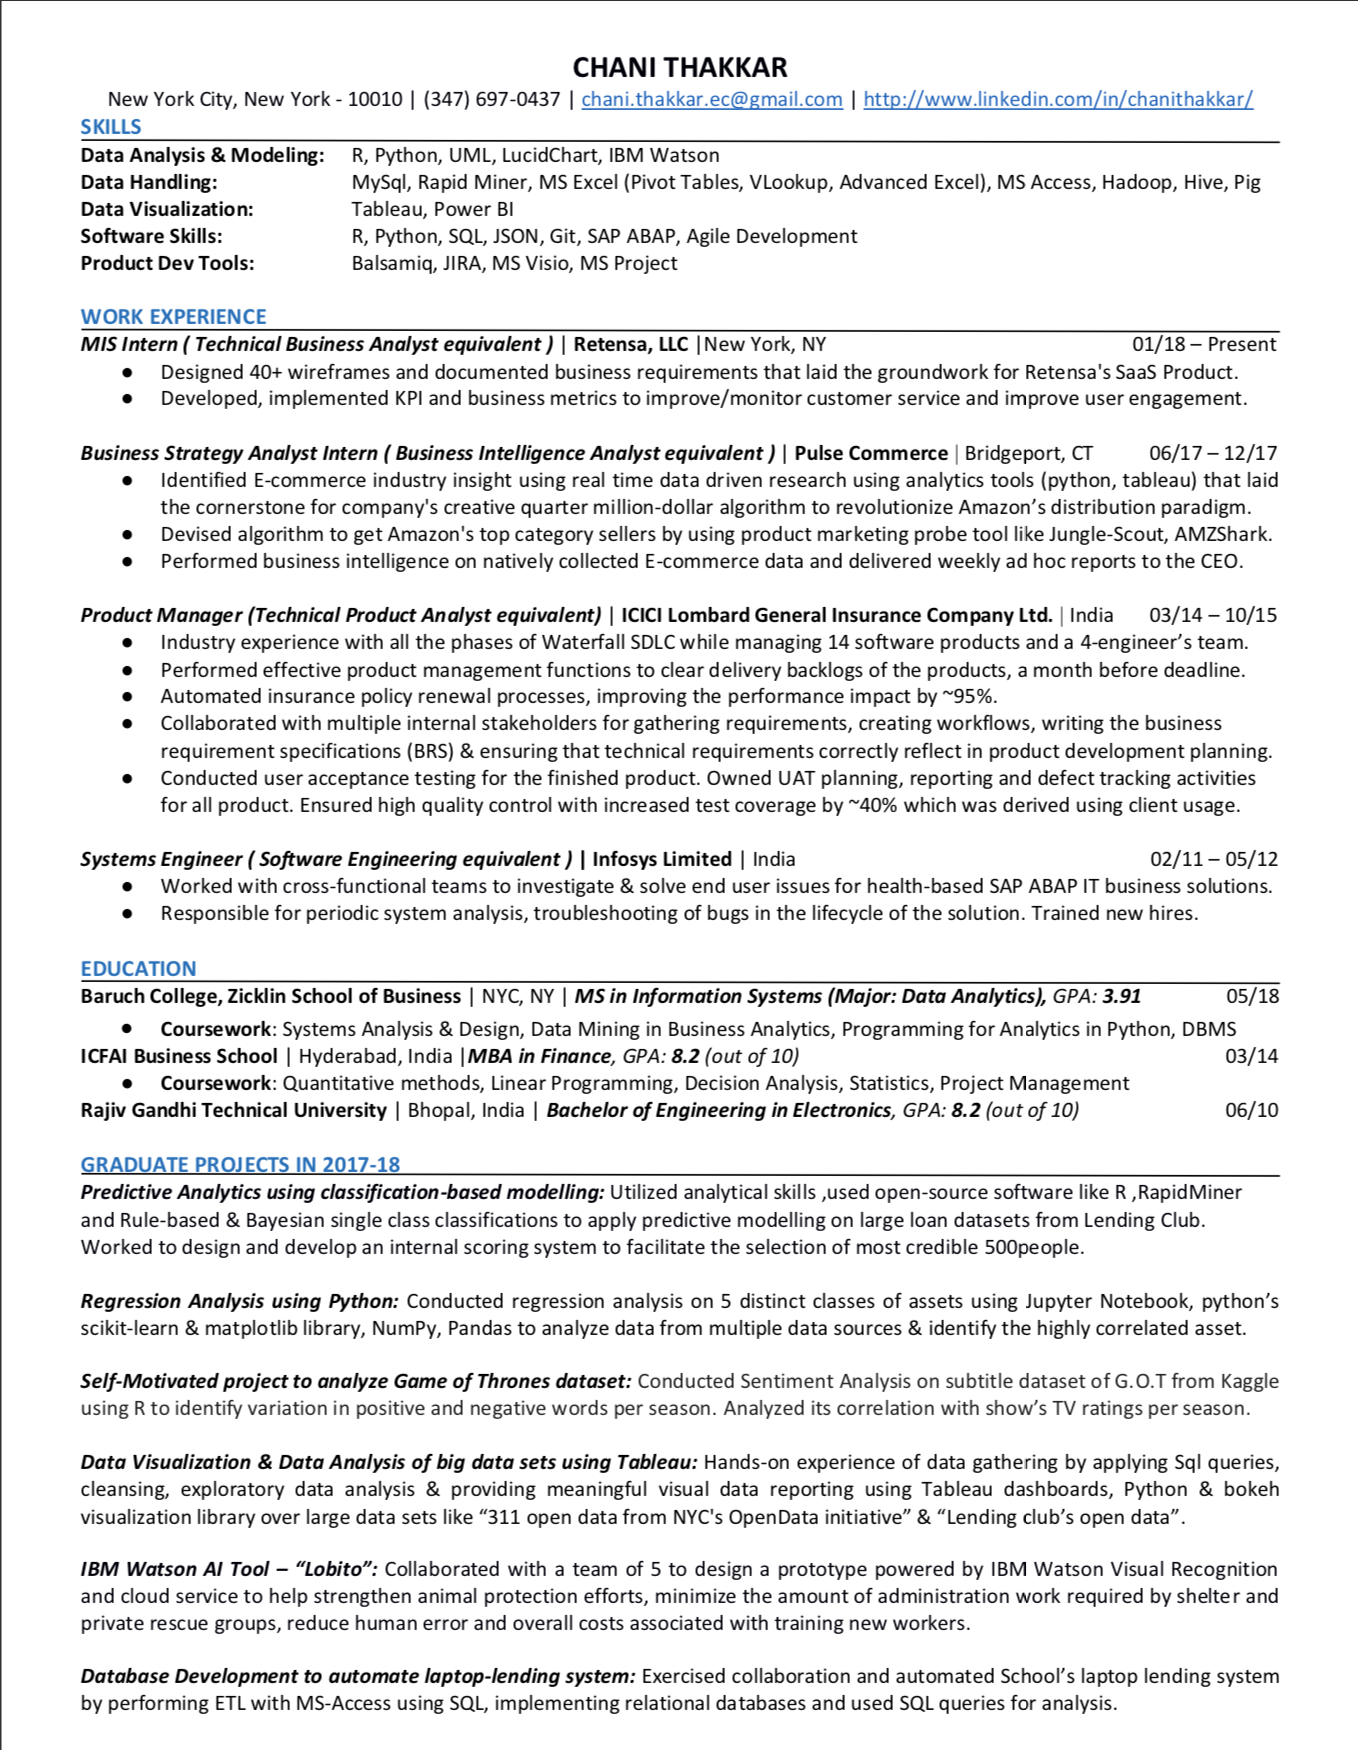 CHANI THAKKAR
New York City, New York - 10010 | (347) 697-0437 | chani.thakkar.ec@gmail.com | http://www.linkedin.com/in/chanithakkar/
SKILLS
Data Analysis & Modeling: R, Python, UML, LucidChart, IBM Watson
Data Handling: MySql, Rapid Miner, MS Excel (Pivot Tables, VLookup, Advanced Excel), MS Access, Hadoop, Hive, Pig
Data Visualization: Tableau, Power BI
Software Skills: R, Python, SQL, JSON, Git, SAP ABAP, Agile Development
Product Dev Tools: Balsamiq, JIRA, MS Visio, MS Project
WORK EXPERIENCE
MIS Intern ( Technical Business Analyst equivalent ) | Retensa, LLC |New York, NY 01/18 – Present
● Designed 40+ wireframes and documented business requirements that laid the groundwork for Retensa's SaaS Product.
● Developed, implemented KPI and business metrics to improve/monitor customer service and improve user engagement.
Business Strategy Analyst Intern ( Business Intelligence Analyst equivalent ) | Pulse Commerce | Bridgeport, CT 06/17 – 12/17
● Identified E-commerce industry insight using real time data driven research using analytics tools (python, tableau) that laid
the cornerstone for company's creative quarter million-dollar algorithm to revolutionize Amazon’s distribution paradigm.
● Devised algorithm to get Amazon's top category sellers by using product marketing probe tool like Jungle-Scout, AMZShark.
● Performed business intelligence on natively collected E-commerce data and delivered weekly ad hoc reports to the CEO.
Product Manager (Technical Product Analyst equivalent) | ICICI Lombard General Insurance Company Ltd. | India 03/14 – 10/15
● Industry experience with all the phases of Waterfall SDLC while managing 14 software products and a 4-engineer’s team.
● Performed effective product management functions to clear delivery backlogs of the products, a month before deadline.
● Automated insurance policy renewal processes, improving the performance impact by ~95%.
● Collaborated with multiple internal stakeholders for gathering requirements, creating workflows, writing the business
requirement specifications (BRS) & ensuring that technical requirements correctly reflect in product development planning.
● Conducted user acceptance testing for the finished product. Owned UAT planning, reporting and defect tracking activities
for all product. Ensured high quality control with increased test coverage by ~40% which was derived using client usage.
Systems Engineer ( Software Engineering equivalent ) | Infosys Limited | India 02/11 – 05/12
● Worked with cross-functional teams to investigate & solve end user issues for health-based SAP ABAP IT business solutions.
● Responsible for periodic system analysis, troubleshooting of bugs in the lifecycle of the solution. Trained new hires.
EDUCATION
Baruch College, Zicklin School of Business | NYC, NY | MS in Information Systems (Major: Data Analytics), GPA: 3.91 05/18
● Coursework: Systems Analysis & Design, Data Mining in Business Analytics, Programming for Analytics in Python, DBMS
ICFAI Business School | Hyderabad, India |MBA in Finance, GPA: 8.2 (out of 10) 03/14
● Coursework: Quantitative methods, Linear Programming, Decision Analysis, Statistics, Project Management
Rajiv Gandhi Technical University | Bhopal, India | Bachelor of Engineering in Electronics, GPA: 8.2 (out of 10) 06/10
GRADUATE PROJECTS IN 2017-18
Predictive Analytics using classification-based modelling: Utilized analytical skills ,used open-source software like R ,RapidMiner
and Rule-based & Bayesian single class classifications to apply predictive modelling on large loan datasets from Lending Club.
Worked to design and develop an internal scoring system to facilitate the selection of most credible 500people.
Regression Analysis using Python: Conducted regression analysis on 5 distinct classes of assets using Jupyter Notebook, python’s
scikit-learn & matplotlib library, NumPy, Pandas to analyze data from multiple data sources & identify the highly correlated asset.
Self-Motivated project to analyze Game of Thrones dataset: Conducted Sentiment Analysis on subtitle dataset of G.O.T from Kaggle
using R to identify variation in positive and negative words per season. Analyzed its correlation with show’s TV ratings per season.
Data Visualization & Data Analysis of big data sets using Tableau: Hands-on experience of data gathering by applying Sql queries,
cleansing, exploratory data analysis & providing meaningful visual data reporting using Tableau dashboards, Python & bokeh
visualization library over large data sets like “311 open data from NYC's OpenData initiative” & “Lending club’s open data”.
IBM Watson AI Tool – “Lobito”: Collaborated with a team of 5 to design a prototype powered by IBM Watson Visual Recognition
and cloud service to help strengthen animal protection efforts, minimize the amount of administration work required by shelter and
private rescue groups, reduce human error and overall costs associated with training new workers.
Database Development to automate laptop-lending system: Exercised collaboration and automated School’s laptop lending system
by performing ETL with MS-Access using SQL, implementing relational databases and used SQL queries for analysis.